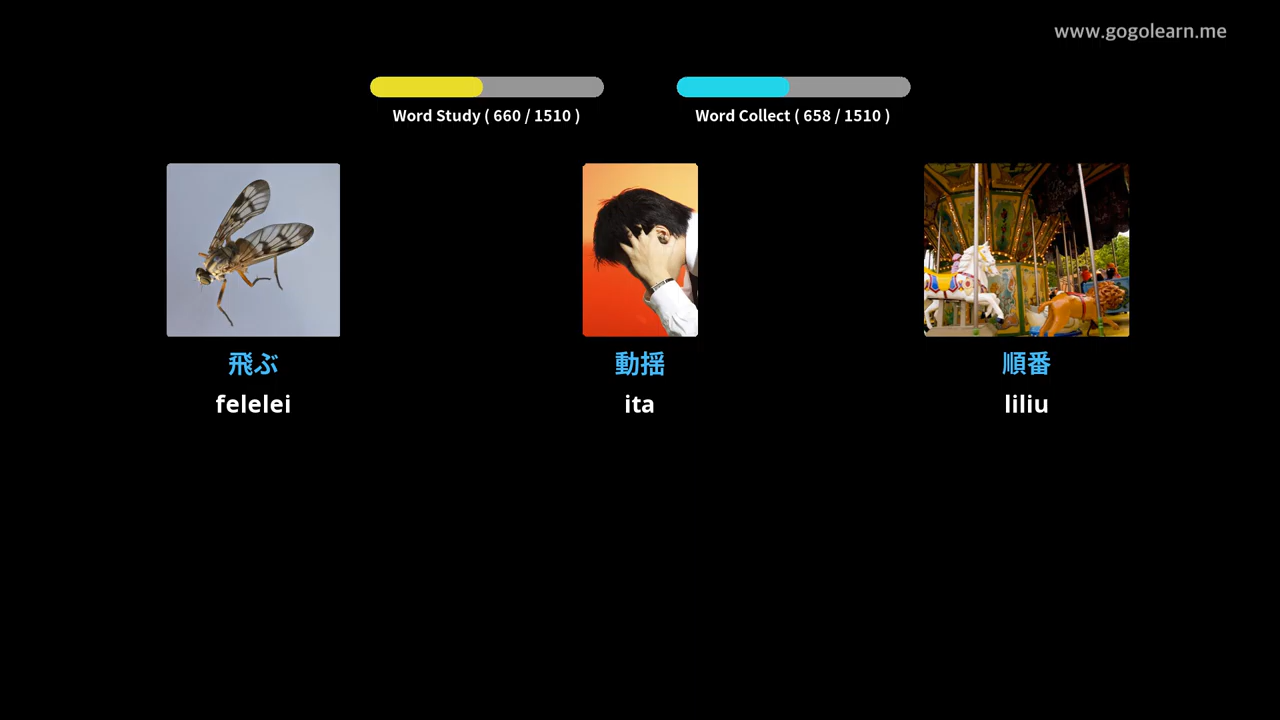 www.gogolearn.me
Word Study ( 660 / 1510 )
Word Collect ( 658 / 1510 )
飛ぶ
felelei
動揺
ita
順番
liliu